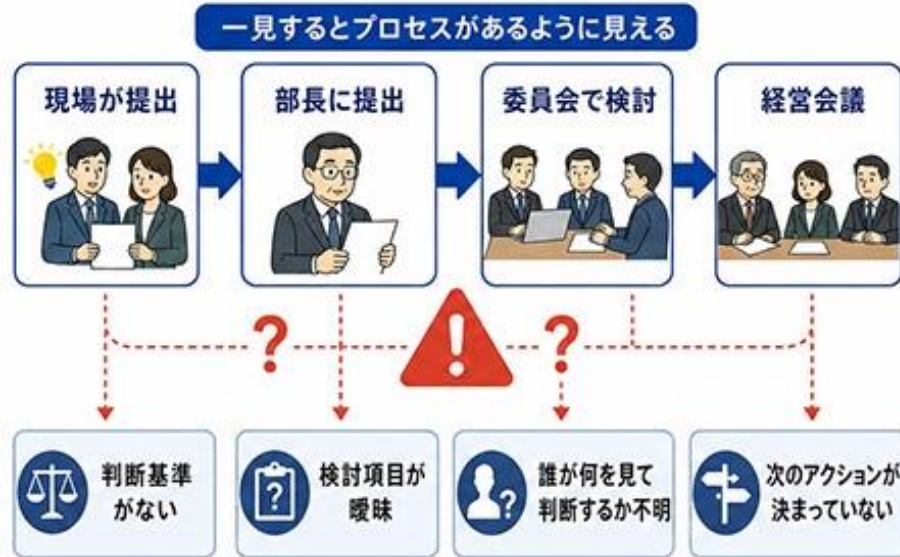 一見するとプロセスがあるように見える
現場が提出
部長に提出
委員会で検討
経営会議
?
!
?
判断基準
がない
?
検討項目が
曖昧
?
誰が何を見て
判断するか不明
次のアクションが
決まっていない